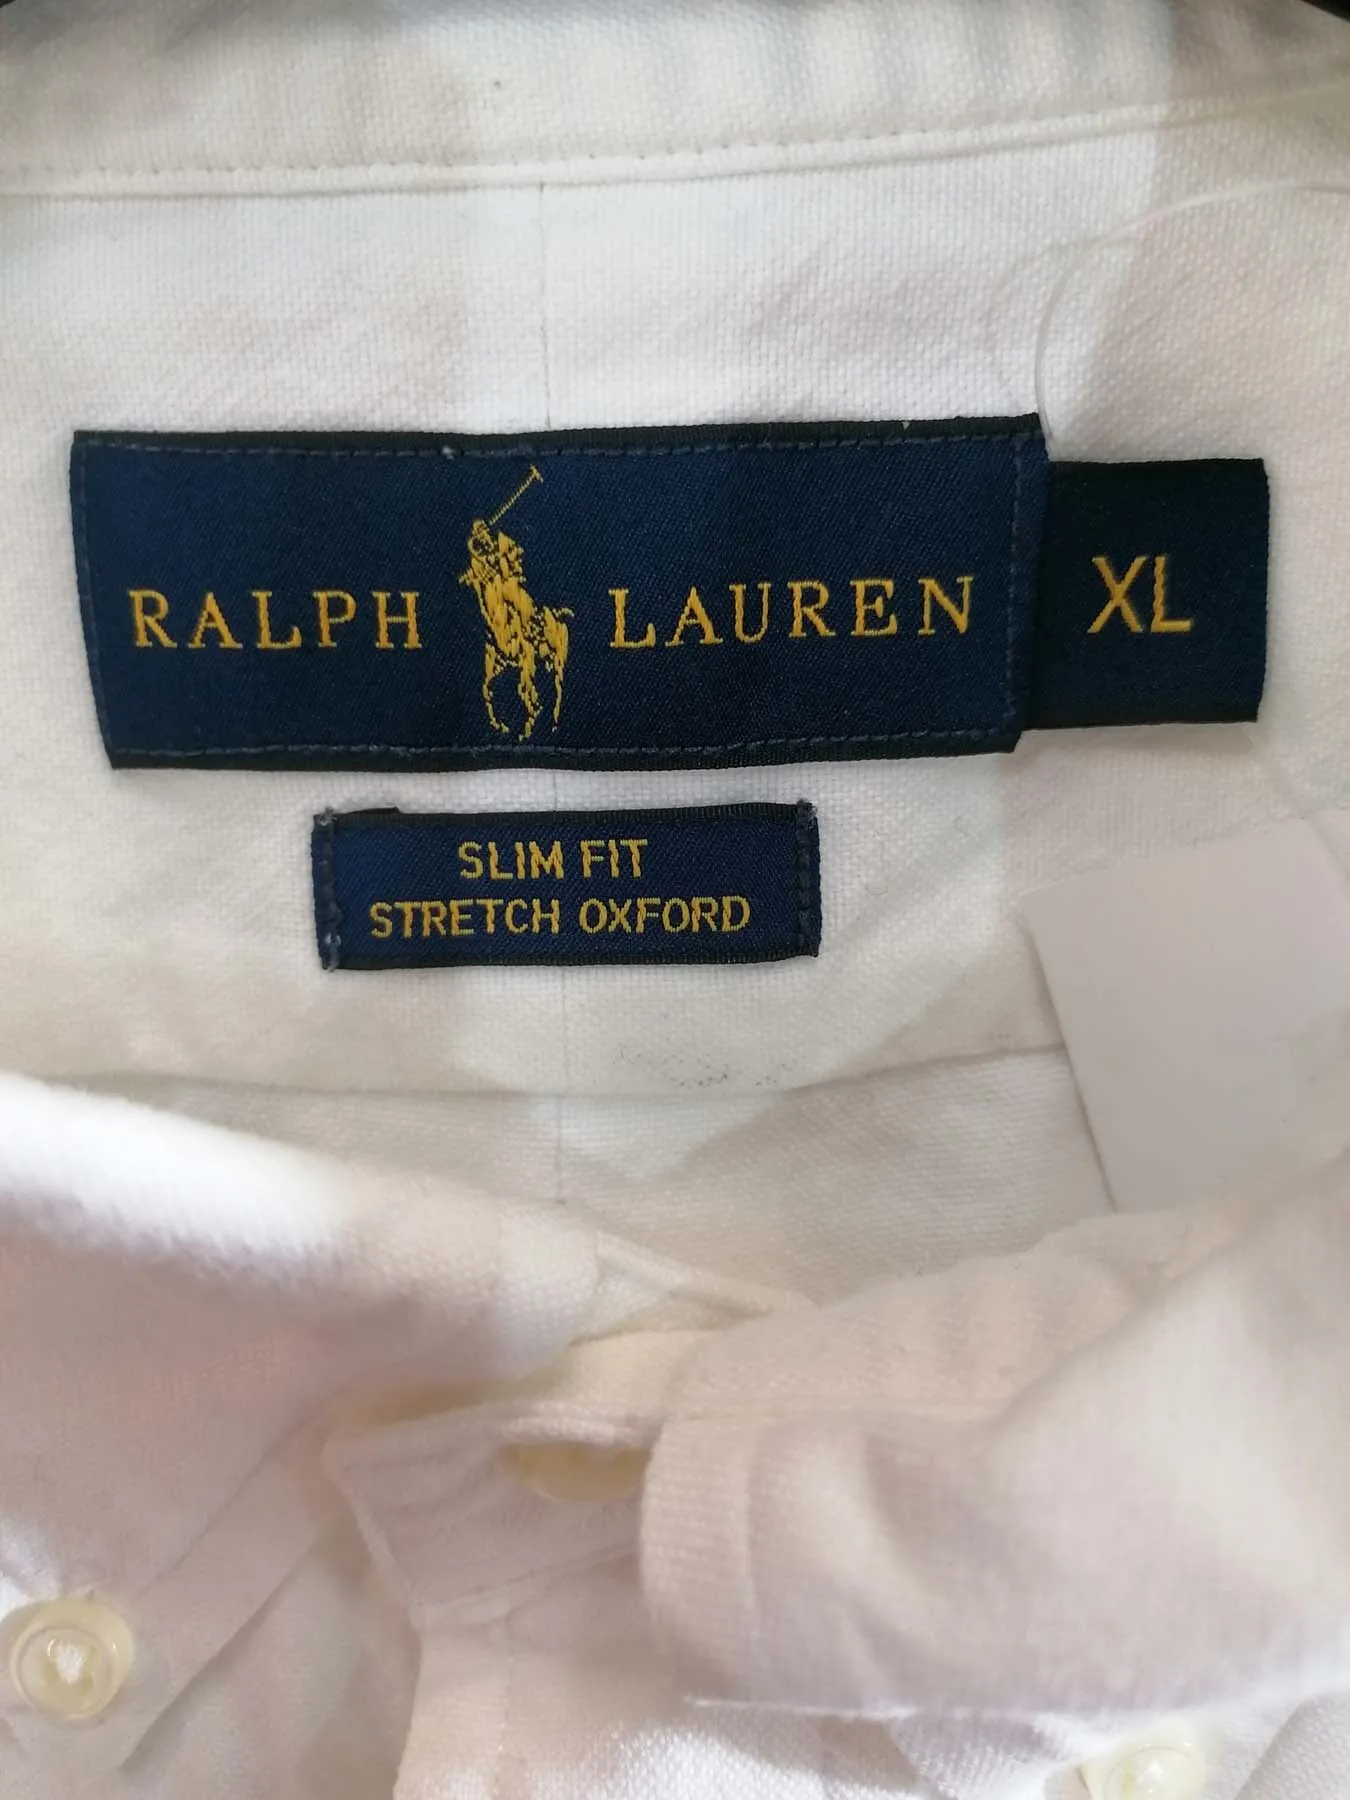 RALPH LAUREN XL
SLIM FIT
STRETCH OXFORD